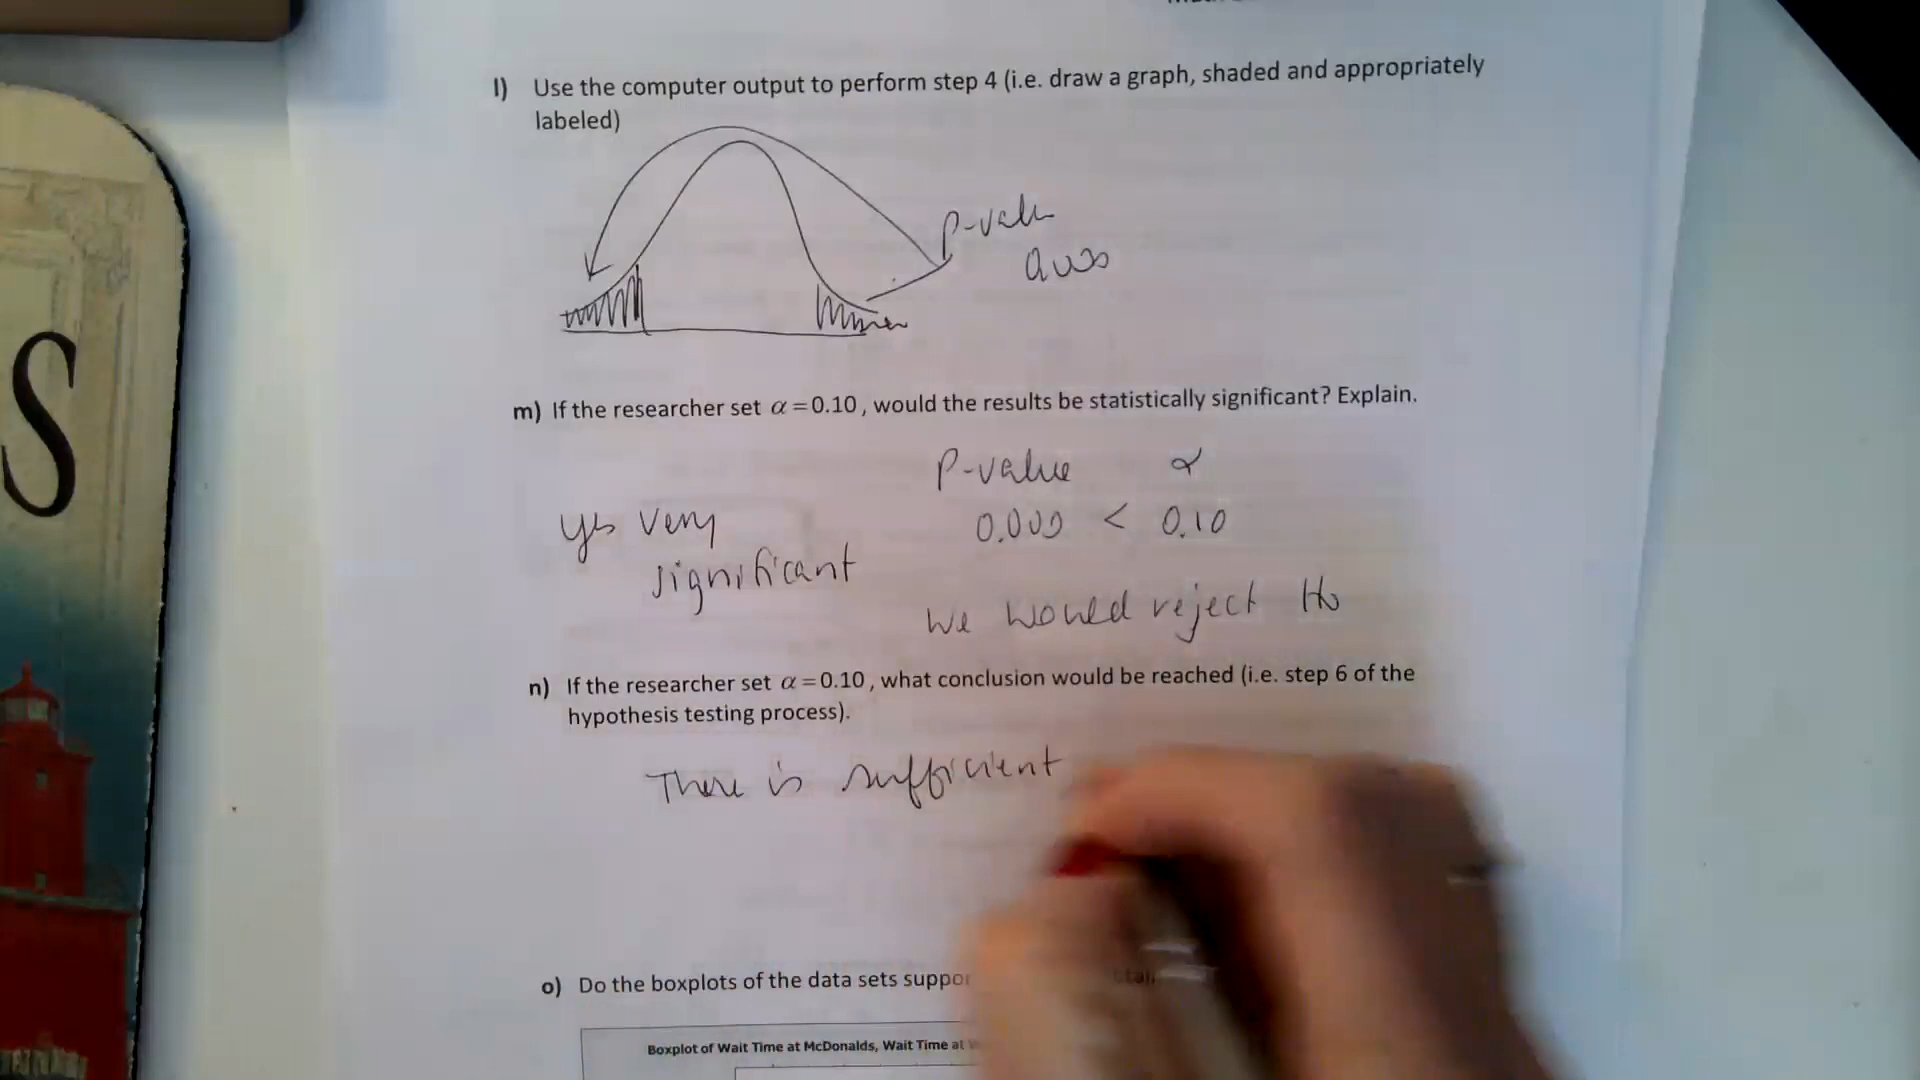 l) Use the computer output to perform step 4 (i.e. draw a graph, shaded and appropriately
labeled)
P-valu
0.000
m) If the researcher set α = 0.10, would the results be statistically significant? Explain.
P-value α
yes very 0.000 < 0.10
significant
We would reject H₀
n) If the researcher set α = 0.10, what conclusion would be reached (i.e. step 6 of the
hypothesis testing process).
There is sufficient
o) Do the boxplots of the data sets suppor
Boxplot of Wait Time at McDonalds, Wait Time at
S